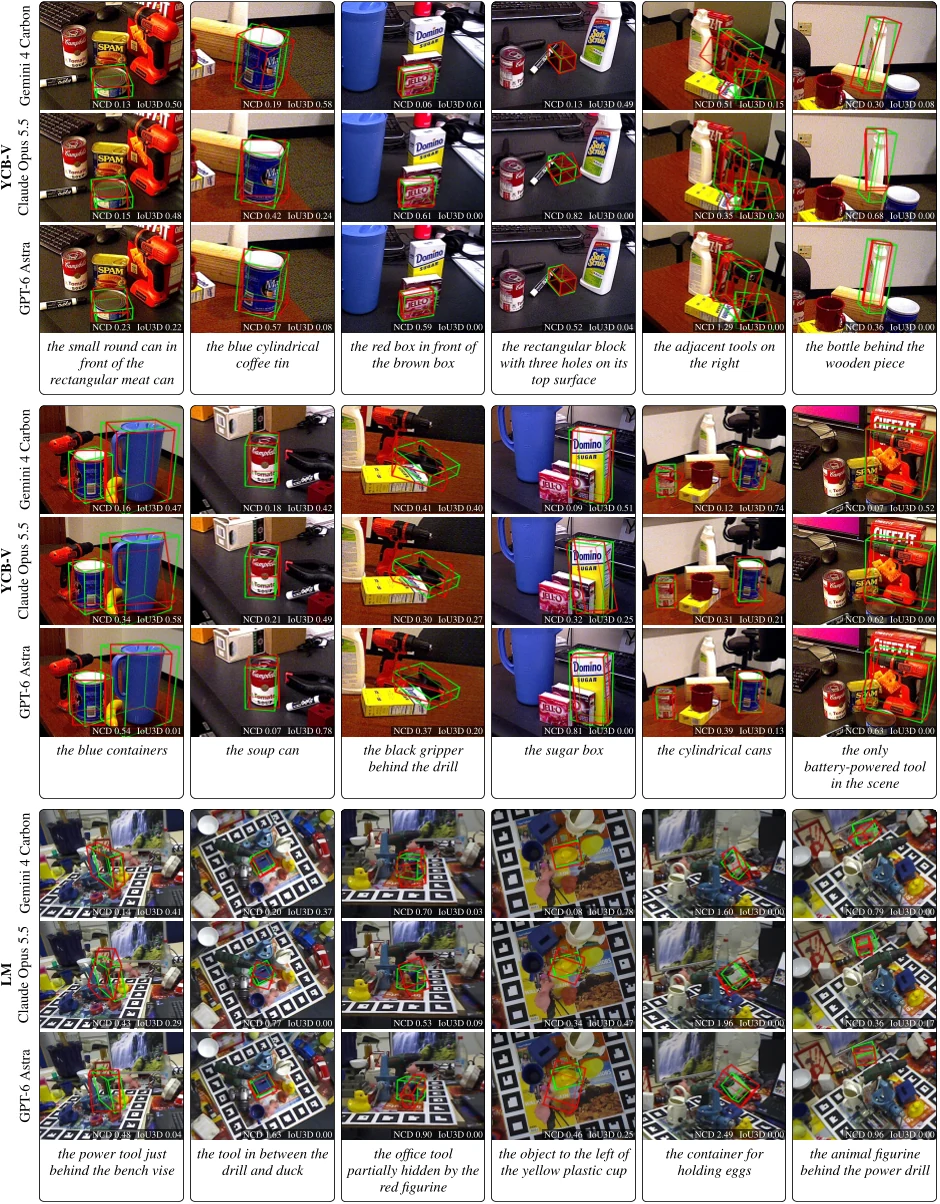 YCB-V
Gemini 4 Carbon
NCD 0.13 IoU3D 0.50
NCD 0.19 IoU3D 0.58
NCD 0.06 IoU3D 0.61
NCD 0.13 IoU3D 0.49
NCD 0.51 IoU3D 0.15
NCD 0.30 IoU3D 0.08
Claude Opus 5.5
NCD 0.15 IoU3D 0.48
NCD 0.42 IoU3D 0.24
NCD 0.61 IoU3D 0.00
NCD 0.82 IoU3D 0.00
NCD 0.35 IoU3D 0.30
NCD 0.68 IoU3D 0.00
GPT-6 Astra
NCD 0.23 IoU3D 0.22
NCD 0.57 IoU3D 0.08
NCD 0.59 IoU3D 0.00
NCD 0.52 IoU3D 0.04
NCD 1.29 IoU3D 0.00
NCD 0.36 IoU3D 0.00
the small round can in
front of the
rectangular meat can
the blue cylindrical
coffee tin
the red box in front of
the brown box
the rectangular block
with three holes on its
top surface
the adjacent tools on
the right
the bottle behind the
wooden piece
YCB-V
Gemini 4 Carbon
NCD 0.16 IoU3D 0.47
NCD 0.18 IoU3D 0.42
NCD 0.41 IoU3D 0.40
NCD 0.09 IoU3D 0.51
NCD 0.12 IoU3D 0.74
NCD 0.07 IoU3D 0.52
Claude Opus 5.5
NCD 0.34 IoU3D 0.58
NCD 0.21 IoU3D 0.49
NCD 0.30 IoU3D 0.27
NCD 0.32 IoU3D 0.25
NCD 0.31 IoU3D 0.21
NCD 0.62 IoU3D 0.00
GPT-6 Astra
NCD 0.54 IoU3D 0.01
NCD 0.07 IoU3D 0.78
NCD 0.37 IoU3D 0.20
NCD 0.81 IoU3D 0.00
NCD 0.39 IoU3D 0.13
NCD 0.63 IoU3D 0.00
the blue containers
the soup can
the black gripper
behind the drill
the sugar box
the cylindrical cans
the only
battery-powered tool
in the scene
LM
Gemini 4 Carbon
NCD 0.14 IoU3D 0.41
NCD 0.20 IoU3D 0.37
NCD 0.70 IoU3D 0.03
NCD 0.08 IoU3D 0.78
NCD 1.60 IoU3D 0.00
NCD 0.79 IoU3D 0.00
Claude Opus 5.5
NCD 0.43 IoU3D 0.29
NCD 0.77 IoU3D 0.00
NCD 0.53 IoU3D 0.09
NCD 0.34 IoU3D 0.47
NCD 1.96 IoU3D 0.00
NCD 0.36 IoU3D 0.17
GPT-6 Astra
NCD 0.48 IoU3D 0.04
NCD 1.63 IoU3D 0.00
NCD 0.90 IoU3D 0.00
NCD 0.46 IoU3D 0.25
NCD 2.49 IoU3D 0.00
NCD 0.96 IoU3D 0.00
the power tool just
behind the bench vise
the tool in between the
drill and duck
the office tool
partially hidden by the
red figurine
the object to the left of
the yellow plastic cup
the container for
holding eggs
the animal figurine
behind the power drill